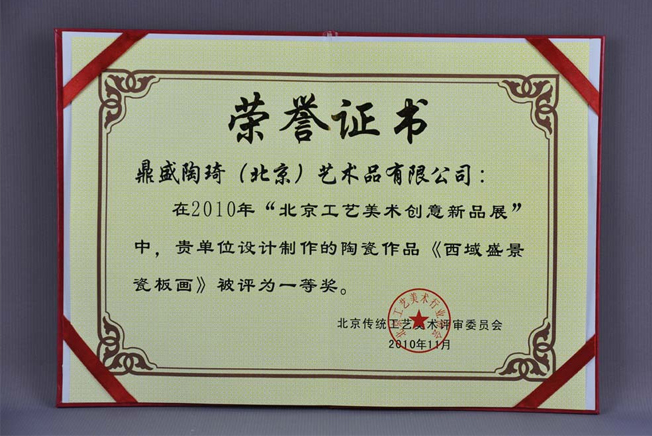 荣誉证书
鼎盛陶琦（北京）艺术品有限公司：
在2010年“北京工艺美术创意新品展”
中，贵单位设计制作的陶瓷作品《西域盛景
瓷板画》被评为一等奖。
北京传统工艺美术评审委员会
2010年11月